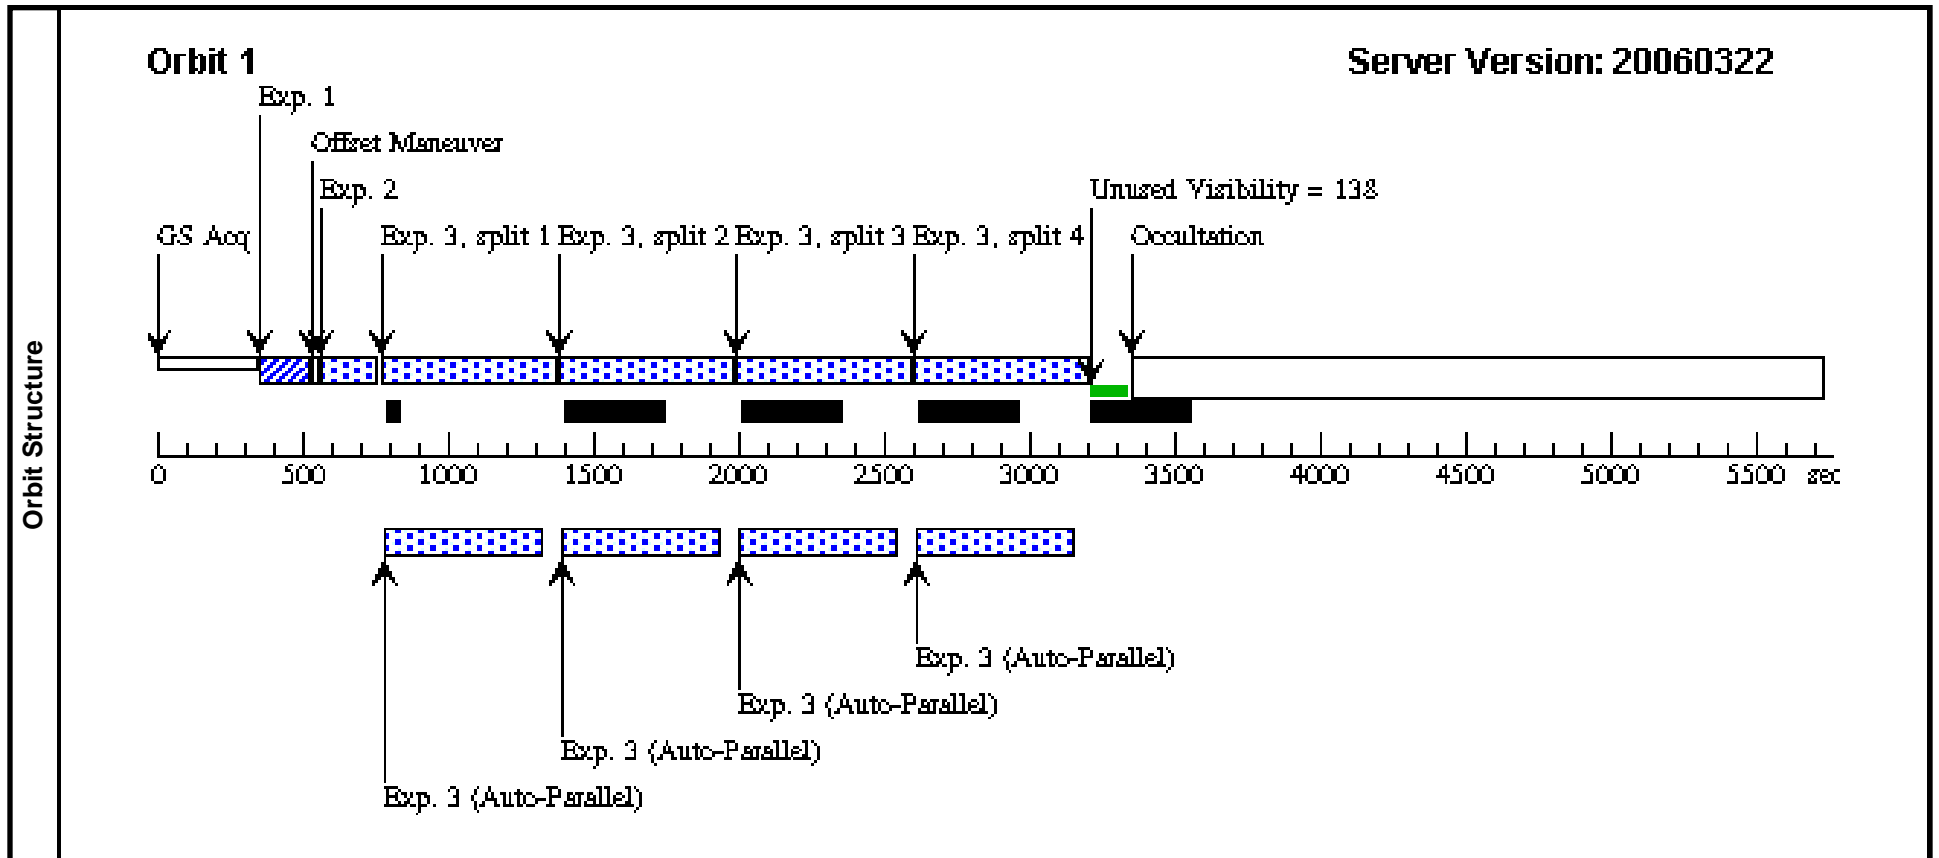 Orbit 1
Server Version: 20060322
Exp. 1
Offset Maneuver
Exp. 2
Unused Visibility = 138
GS Acq
Exp. 3, split 1
Exp. 3, split 2
Exp. 3, split 3
Exp. 3, split 4
Occultation
Orbit Structure
0 500 1000 1500 2000 2500 3000 3500 4000 4500 5000 5500 sec
Exp. 3 (Auto-Parallel)
Exp. 3 (Auto-Parallel)
Exp. 3 (Auto-Parallel)
Exp. 3 (Auto-Parallel)